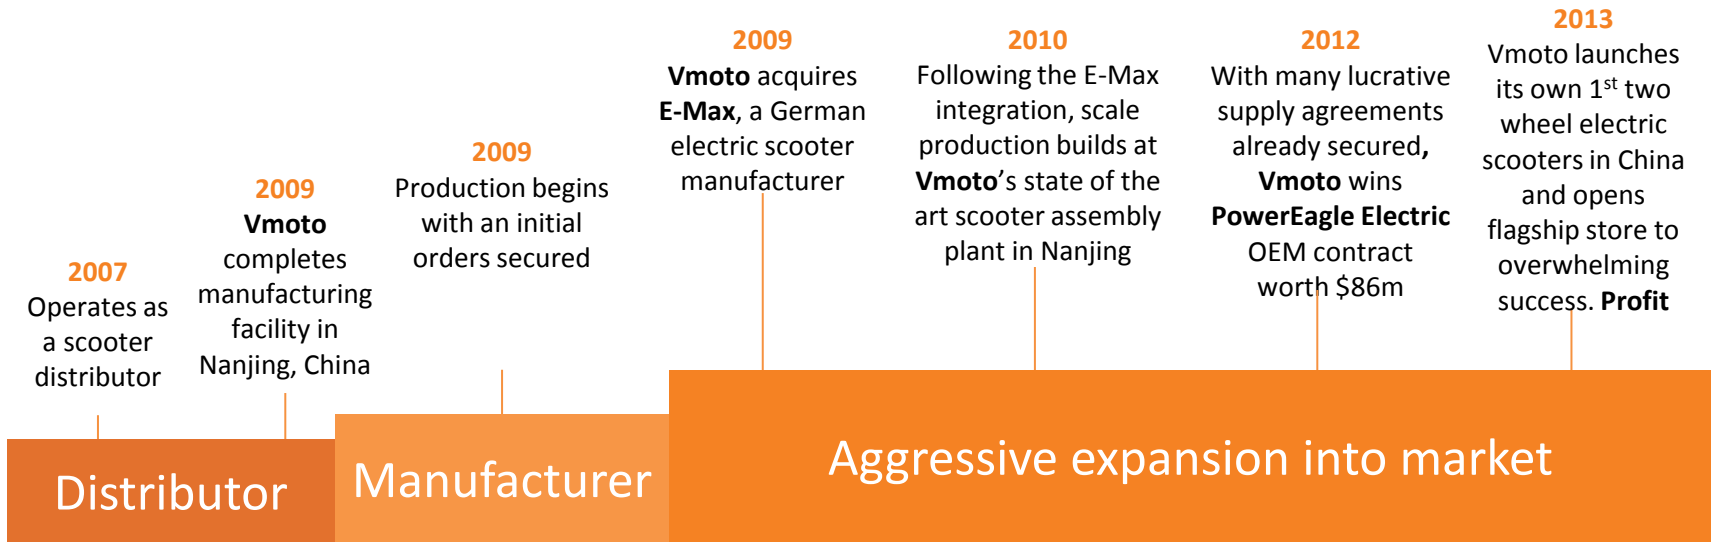 2007
Operates as
a scooter
distributor
2009
Vmoto
completes
manufacturing
facility in
Nanjing, China
2009
Production begins
with an initial
orders secured
2009
Vmoto acquires
E-Max, a German
electric scooter
manufacturer
2010
Following the E-Max
integration, scale
production builds at
Vmoto’s state of the
art scooter assembly
plant in Nanjing
2012
With many lucrative
supply agreements
already secured,
Vmoto wins
PowerEagle Electric
OEM contract
worth $86m
2013
Vmoto launches
its own 1st two
wheel electric
scooters in China
and opens
flagship store to
overwhelming
success. Profit
Distributor
Manufacturer
Aggressive expansion into market